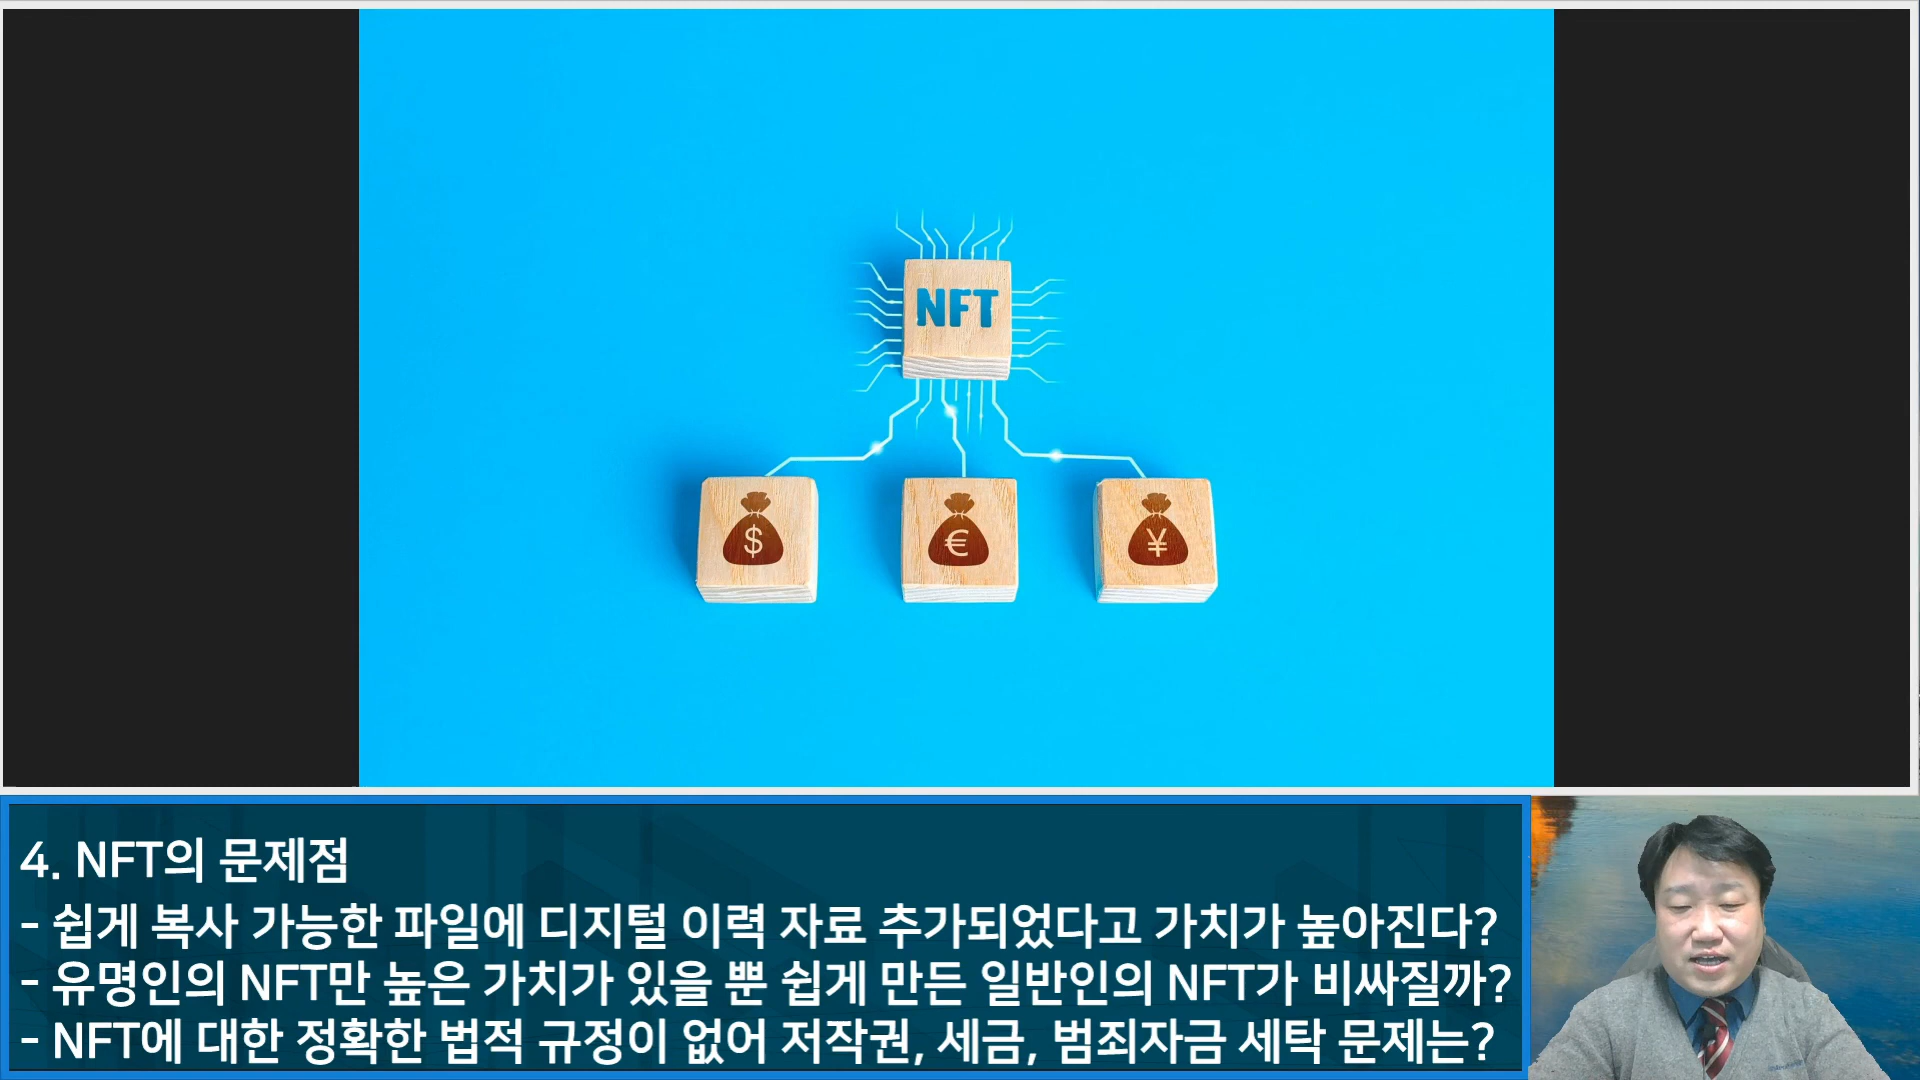 NFT
$
€
¥
4. NFT의 문제점
- 쉽게 복사 가능한 파일에 디지털 이력 자료 추가되었다고 가치가 높아진다?
- 유명인의 NFT만 높은 가치가 있을 뿐 쉽게 만든 일반인의 NFT가 비싸질까?
- NFT에 대한 정확한 법적 규정이 없어 저작권, 세금, 범죄자금 세탁 문제는?